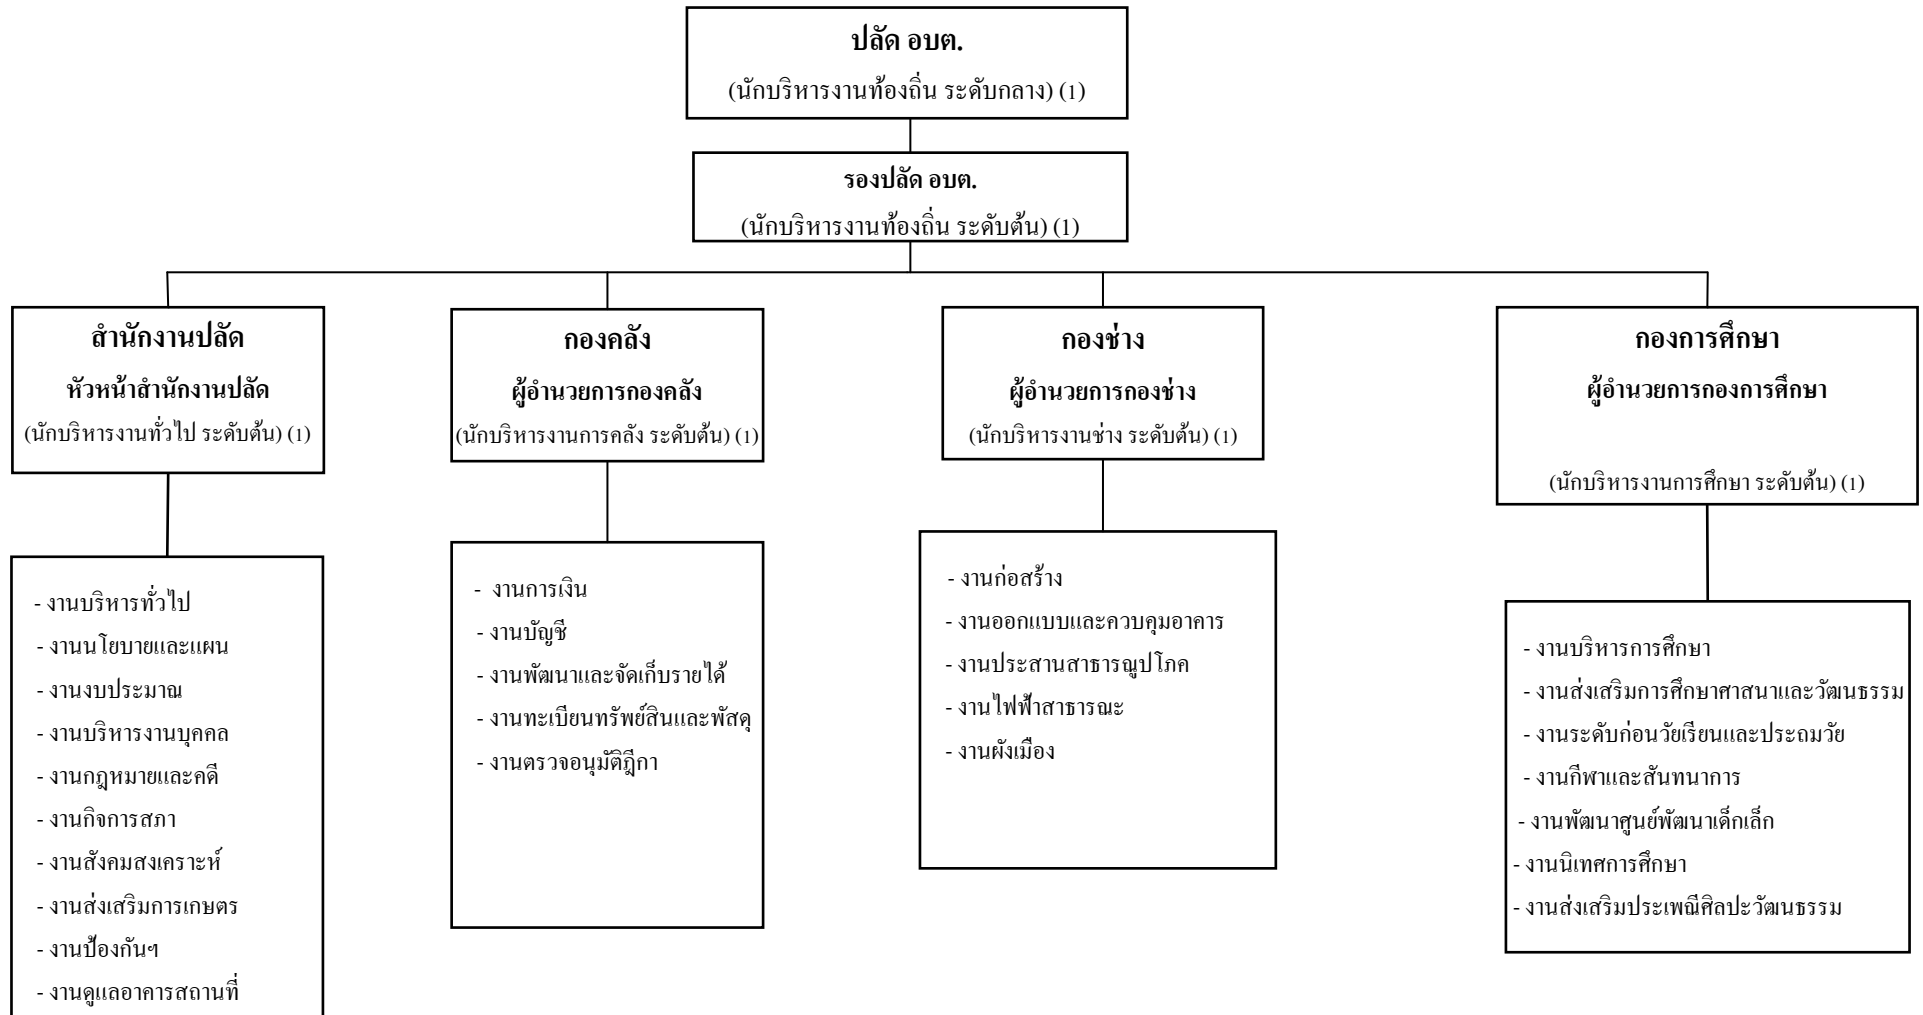 ปลัด อบต.
(นักบริหารงานท้องถิ่น ระดับกลาง) (1)
รองปลัด อบต.
(นักบริหารงานท้องถิ่น ระดับต้น) (1)
สำนักงานปลัด
หัวหน้าสำนักงานปลัด
(นักบริหารงานทั่วไป ระดับต้น) (1)
กองคลัง
ผู้อำนวยการกองคลัง
(นักบริหารงานการคลัง ระดับต้น) (1)
กองช่าง
ผู้อำนวยการกองช่าง
(นักบริหารงานช่าง ระดับต้น) (1)
กองการศึกษา
ผู้อำนวยการกองการศึกษา
(นักบริหารงานการศึกษา ระดับต้น) (1)
- งานบริหารทั่วไป
- งานนโยบายและแผน
- งานงบประมาณ
- งานบริหารงานบุคคล
- งานกฎหมายและคดี
- งานกิจการสภา
- งานสังคมสงเคราะห์
- งานส่งเสริมการเกษตร
- งานป้องกันฯ
- งานดูแลอาคารสถานที่
- งานการเงิน
- งานบัญชี
- งานพัฒนาและจัดเก็บรายได้
- งานทะเบียนทรัพย์สินและพัสดุ
- งานตรวจอนุมัติฎีกา
- งานก่อสร้าง
- งานออกแบบและควบคุมอาคาร
- งานประสานสาธารณูปโภค
- งานไฟฟ้าสาธารณะ
- งานผังเมือง
- งานบริหารการศึกษา
- งานส่งเสริมการศึกษาศาสนาและวัฒนธรรม
- งานระดับก่อนวัยเรียนและประถมวัย
- งานกีฬาและสันทนาการ
- งานพัฒนาศูนย์พัฒนาเด็กเล็ก
- งานนิเทศการศึกษา
- งานส่งเสริมประเพณีศิลปะวัฒนธรรม